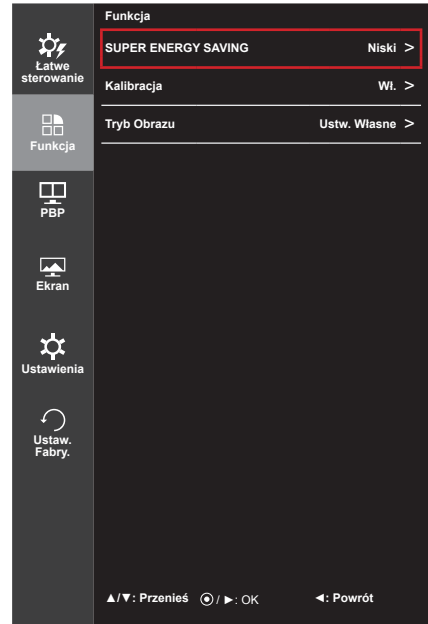 Funkcja
SUPER ENERGY SAVING Niski >
Kalibracja Wł. >
Tryb Obrazu Ustw. Własne >
Łatwe
sterowanie
Funkcja
PBP
Ekran
Ustawienia
Ustaw.
Fabry.
▲/▼: Przenieś ⦿ / ►: OK ◄: Powrót